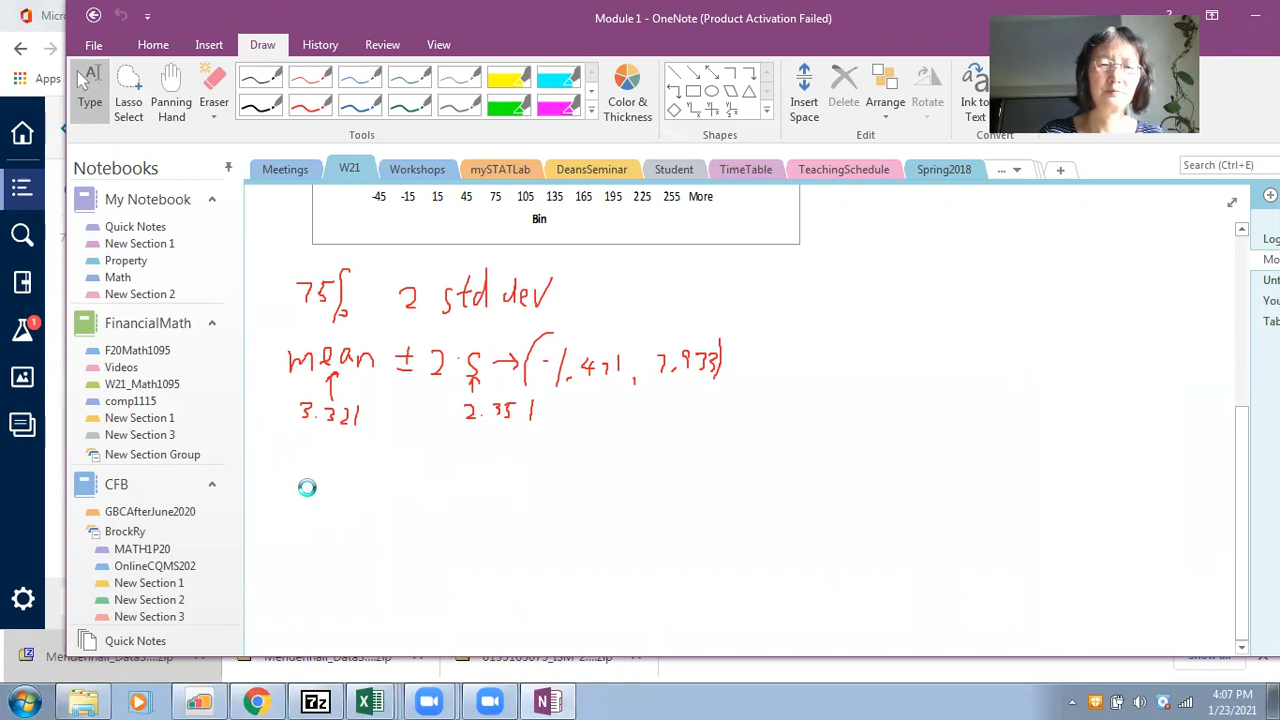 Module 1 - OneNote (Product Activation Failed)
File Home Insert Draw History Review View
Type
Lasso Select
Panning Hand
Eraser
Color & Thickness
Insert Space
Delete
Arrange
Rotate
Ink to Text
Tools
Shapes
Edit
Convert
Apps
Notebooks
Meetings W21 Workshops mySTATLab DeansSeminar Student TimeTable TeachingSchedule Spring2018 ...
Search (Ctrl+E)
My Notebook
Quick Notes
New Section 1
Property
Math
New Section 2
FinancialMath
F20Math1095
Videos
W21_Math1095
comp1115
New Section 1
New Section 3
New Section Group
CFB
GBCAfterJune2020
BrockRy
MATH1P20
OnlineCQMS202
New Section 1
New Section 2
New Section 3
Quick Notes
-45 -15 15 45 75 105 135 165 195 225 255 More
Bin
75% 2 std dev
mean ± 2·s → (-1.471, 7.933)
3.321 2.351
1
4:07 PM
1/23/2021